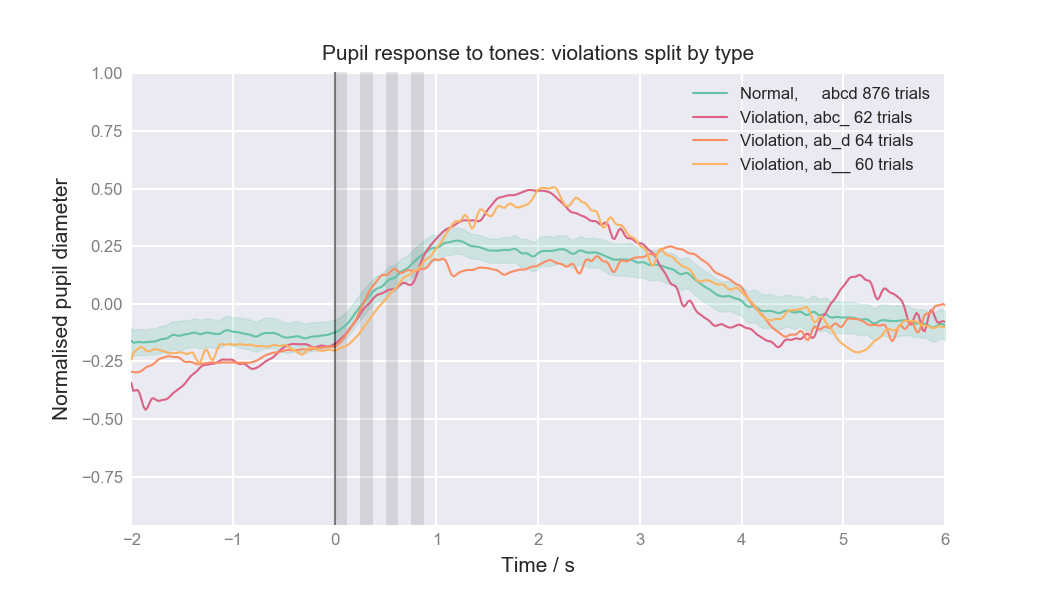 Pupil response to tones: violations split by type
Normalised pupil diameter
1.00
0.75
0.50
0.25
0.00
−0.25
−0.50
−0.75
Normal, abcd 876 trials
Violation, abc_ 62 trials
Violation, ab_d 64 trials
Violation, ab__ 60 trials
−2 −1 0 1 2 3 4 5 6
Time / s